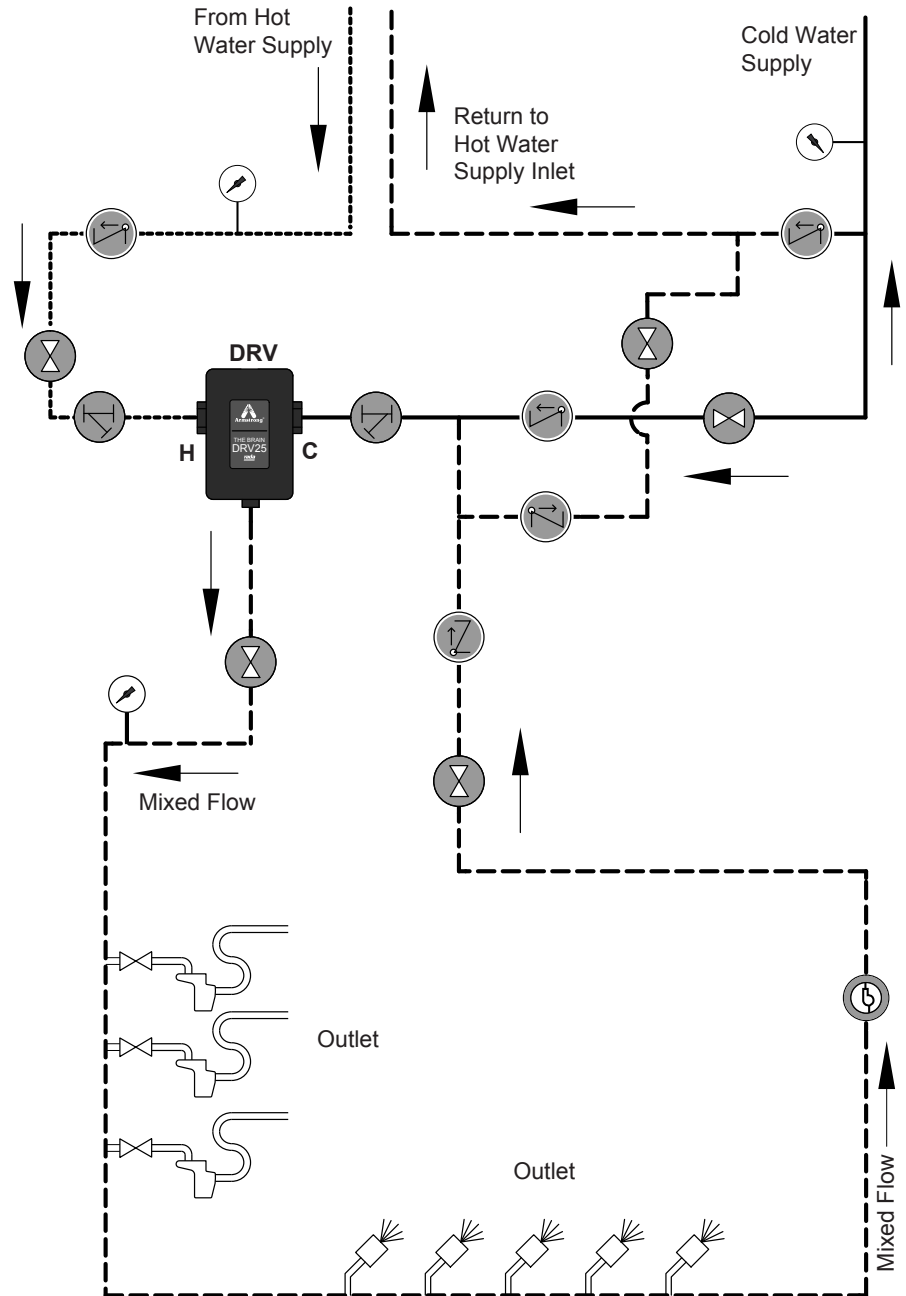 From Hot
Water Supply
Cold Water
Supply
Return to
Hot Water
Supply Inlet
DRV
Armstrong
THE BRAIN
DRV25
rada
H
C
Mixed Flow
Outlet
Outlet
Mixed Flow